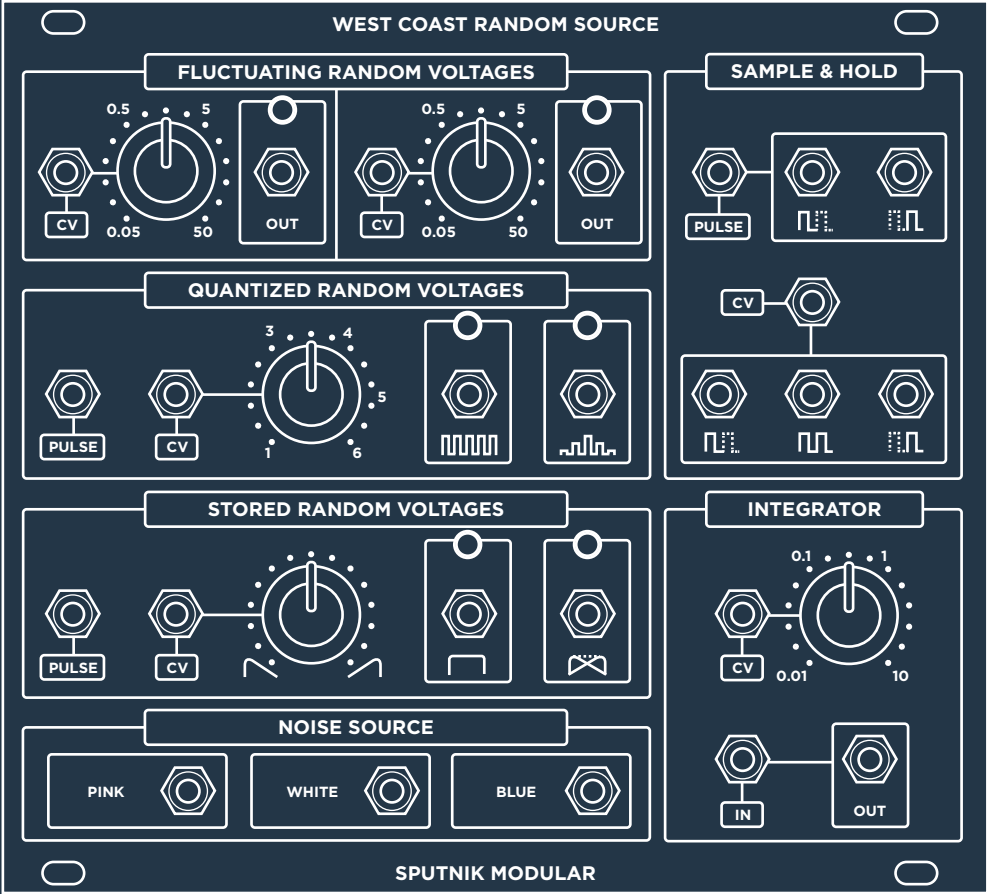 WEST COAST RANDOM SOURCE
FLUCTUATING RANDOM VOLTAGES
0.5 5
CV
0.05 50
OUT
0.5 5
CV
0.05 50
OUT
QUANTIZED RANDOM VOLTAGES
3 4
5
PULSE
CV
1 6
STORED RANDOM VOLTAGES
PULSE
CV
NOISE SOURCE
PINK
WHITE
BLUE
SAMPLE & HOLD
PULSE
CV
INTEGRATOR
0.1 1
CV
0.01 10
IN
OUT
SPUTNIK MODULAR